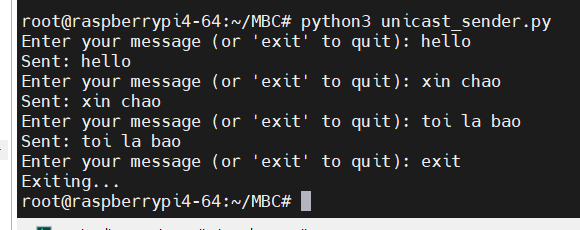 root@raspberrypi4-64:~/MBC# python3 unicast_sender.py
Enter your message (or 'exit' to quit): hello
Sent: hello
Enter your message (or 'exit' to quit): xin chao
Sent: xin chao
Enter your message (or 'exit' to quit): toi la bao
Sent: toi la bao
Enter your message (or 'exit' to quit): exit
Exiting...
root@raspberrypi4-64:~/MBC#